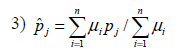 3) p̂_j = ∑_{i=1}^{n} μ_i p_j / ∑_{i=1}^{n} μ_i